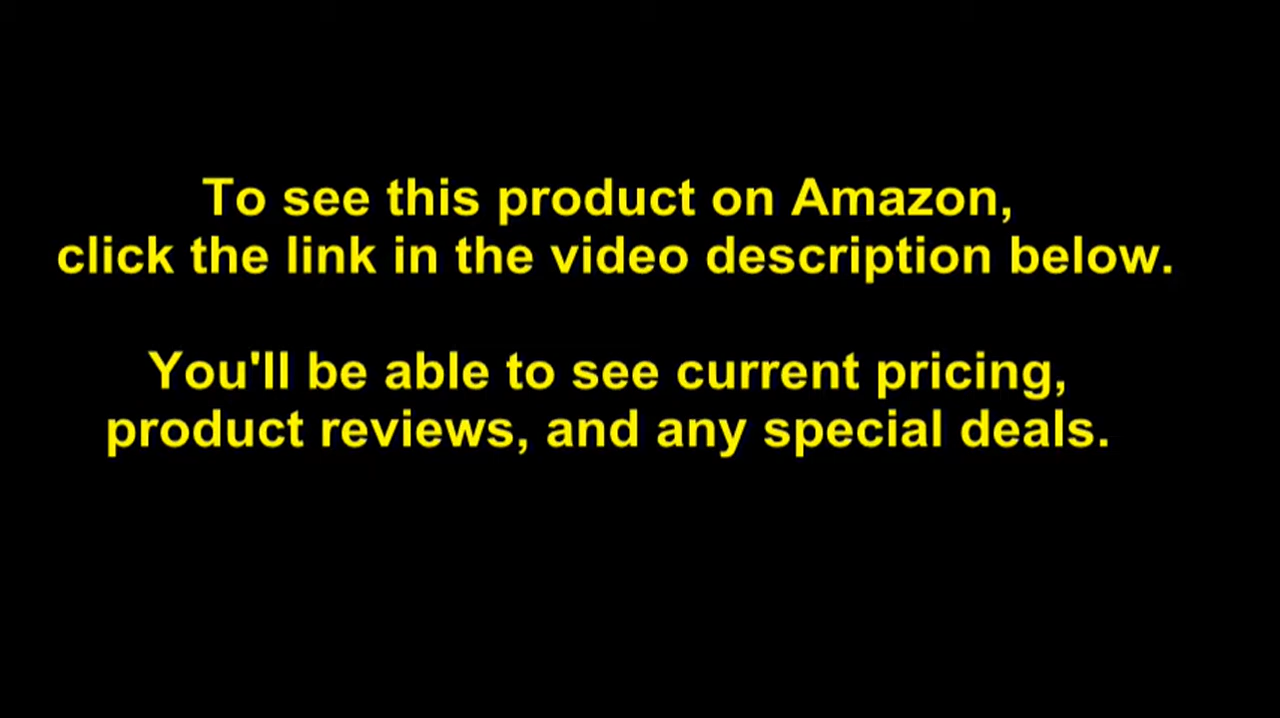 To see this product on Amazon,
click the link in the video description below.
You'll be able to see current pricing,
product reviews, and any special deals.